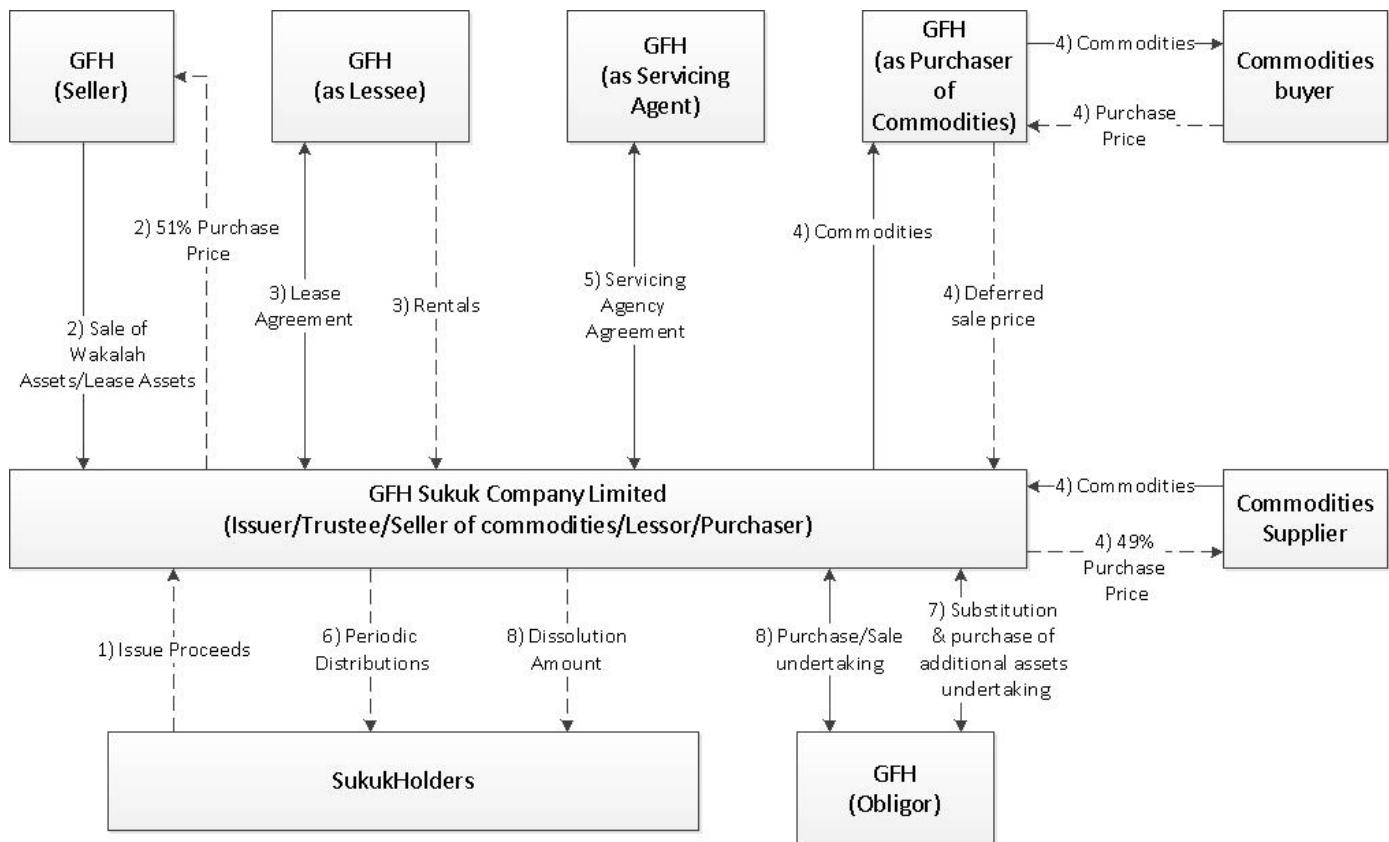 GFH
(Seller)
GFH
(as Lessee)
GFH
(as Servicing
Agent)
GFH
(as Purchaser
of
Commodities)
4) Commodities
4) Purchase
Price
Commodities
buyer
2) 51% Purchase
Price
2) Sale of
Wakalah
Assets/Lease Assets
3) Lease
Agreement
3) Rentals
5) Servicing
Agency
Agreement
4) Commodities
4) Deferred
sale price
GFH Sukuk Company Limited
(Issuer/Trustee/Seller of commodities/Lessor/Purchaser)
4) Commodities
4) 49%
Purchase
Price
Commodities
Supplier
1) Issue Proceeds
6) Periodic
Distributions
8) Dissolution
Amount
8) Purchase/Sale
undertaking
7) Substitution
& purchase of
additional assets
undertaking
SukukHolders
GFH
(Obligor)